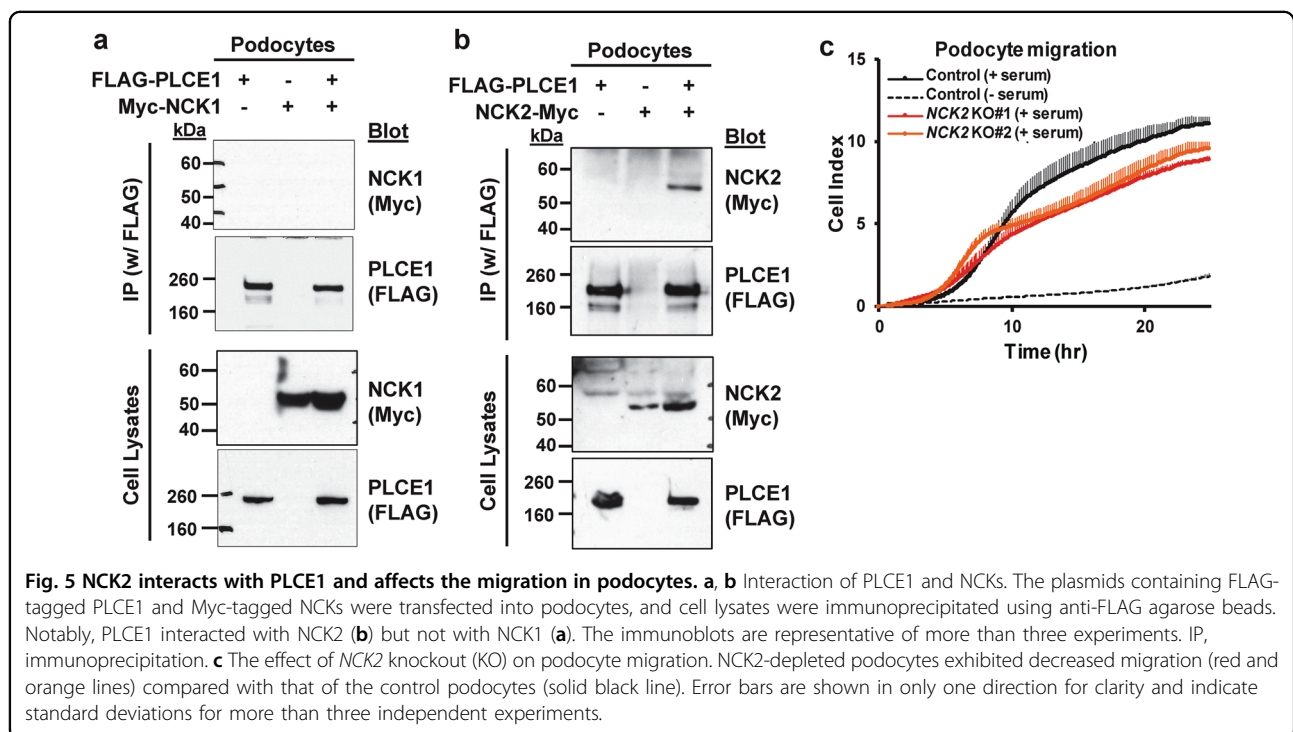 a
Podocytes
FLAG-PLCE1 + - +
Myc-NCK1 - + +
kDa
Blot
IP (w/ FLAG)
60
50
40
NCK1
(Myc)
260
160
PLCE1
(FLAG)
Cell Lysates
60
50
40
NCK1
(Myc)
260
160
PLCE1
(FLAG)
b
Podocytes
FLAG-PLCE1 + - +
NCK2-Myc - + +
kDa
Blot
IP (w/ FLAG)
60
50
40
NCK2
(Myc)
260
160
PLCE1
(FLAG)
Cell Lysates
60
50
40
NCK2
(Myc)
260
160
PLCE1
(FLAG)
c
Podocyte migration
Control (+ serum)
Control (- serum)
NCK2 KO#1 (+ serum)
NCK2 KO#2 (+ serum)
Cell Index
15
10
5
0
0 10 20
Time (hr)
Fig. 5 NCK2 interacts with PLCE1 and affects the migration in podocytes. a, b Interaction of PLCE1 and NCKs. The plasmids containing FLAG-
tagged PLCE1 and Myc-tagged NCKs were transfected into podocytes, and cell lysates were immunoprecipitated using anti-FLAG agarose beads.
Notably, PLCE1 interacted with NCK2 (b) but not with NCK1 (a). The immunoblots are representative of more than three experiments. IP,
immunoprecipitation. c The effect of NCK2 knockout (KO) on podocyte migration. NCK2-depleted podocytes exhibited decreased migration (red and
orange lines) compared with that of the control podocytes (solid black line). Error bars are shown in only one direction for clarity and indicate
standard deviations for more than three independent experiments.